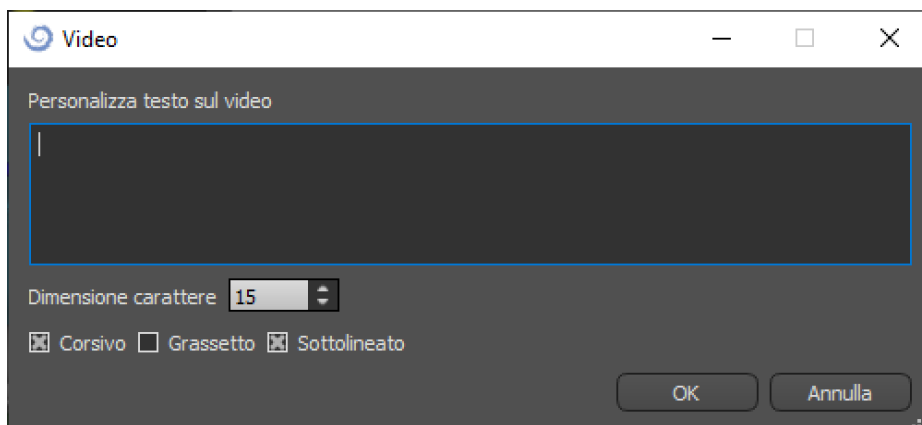 Video
Personalizza testo sul video
Dimensione carattere 15
Corsivo Grassetto Sottolineato
OK Annulla